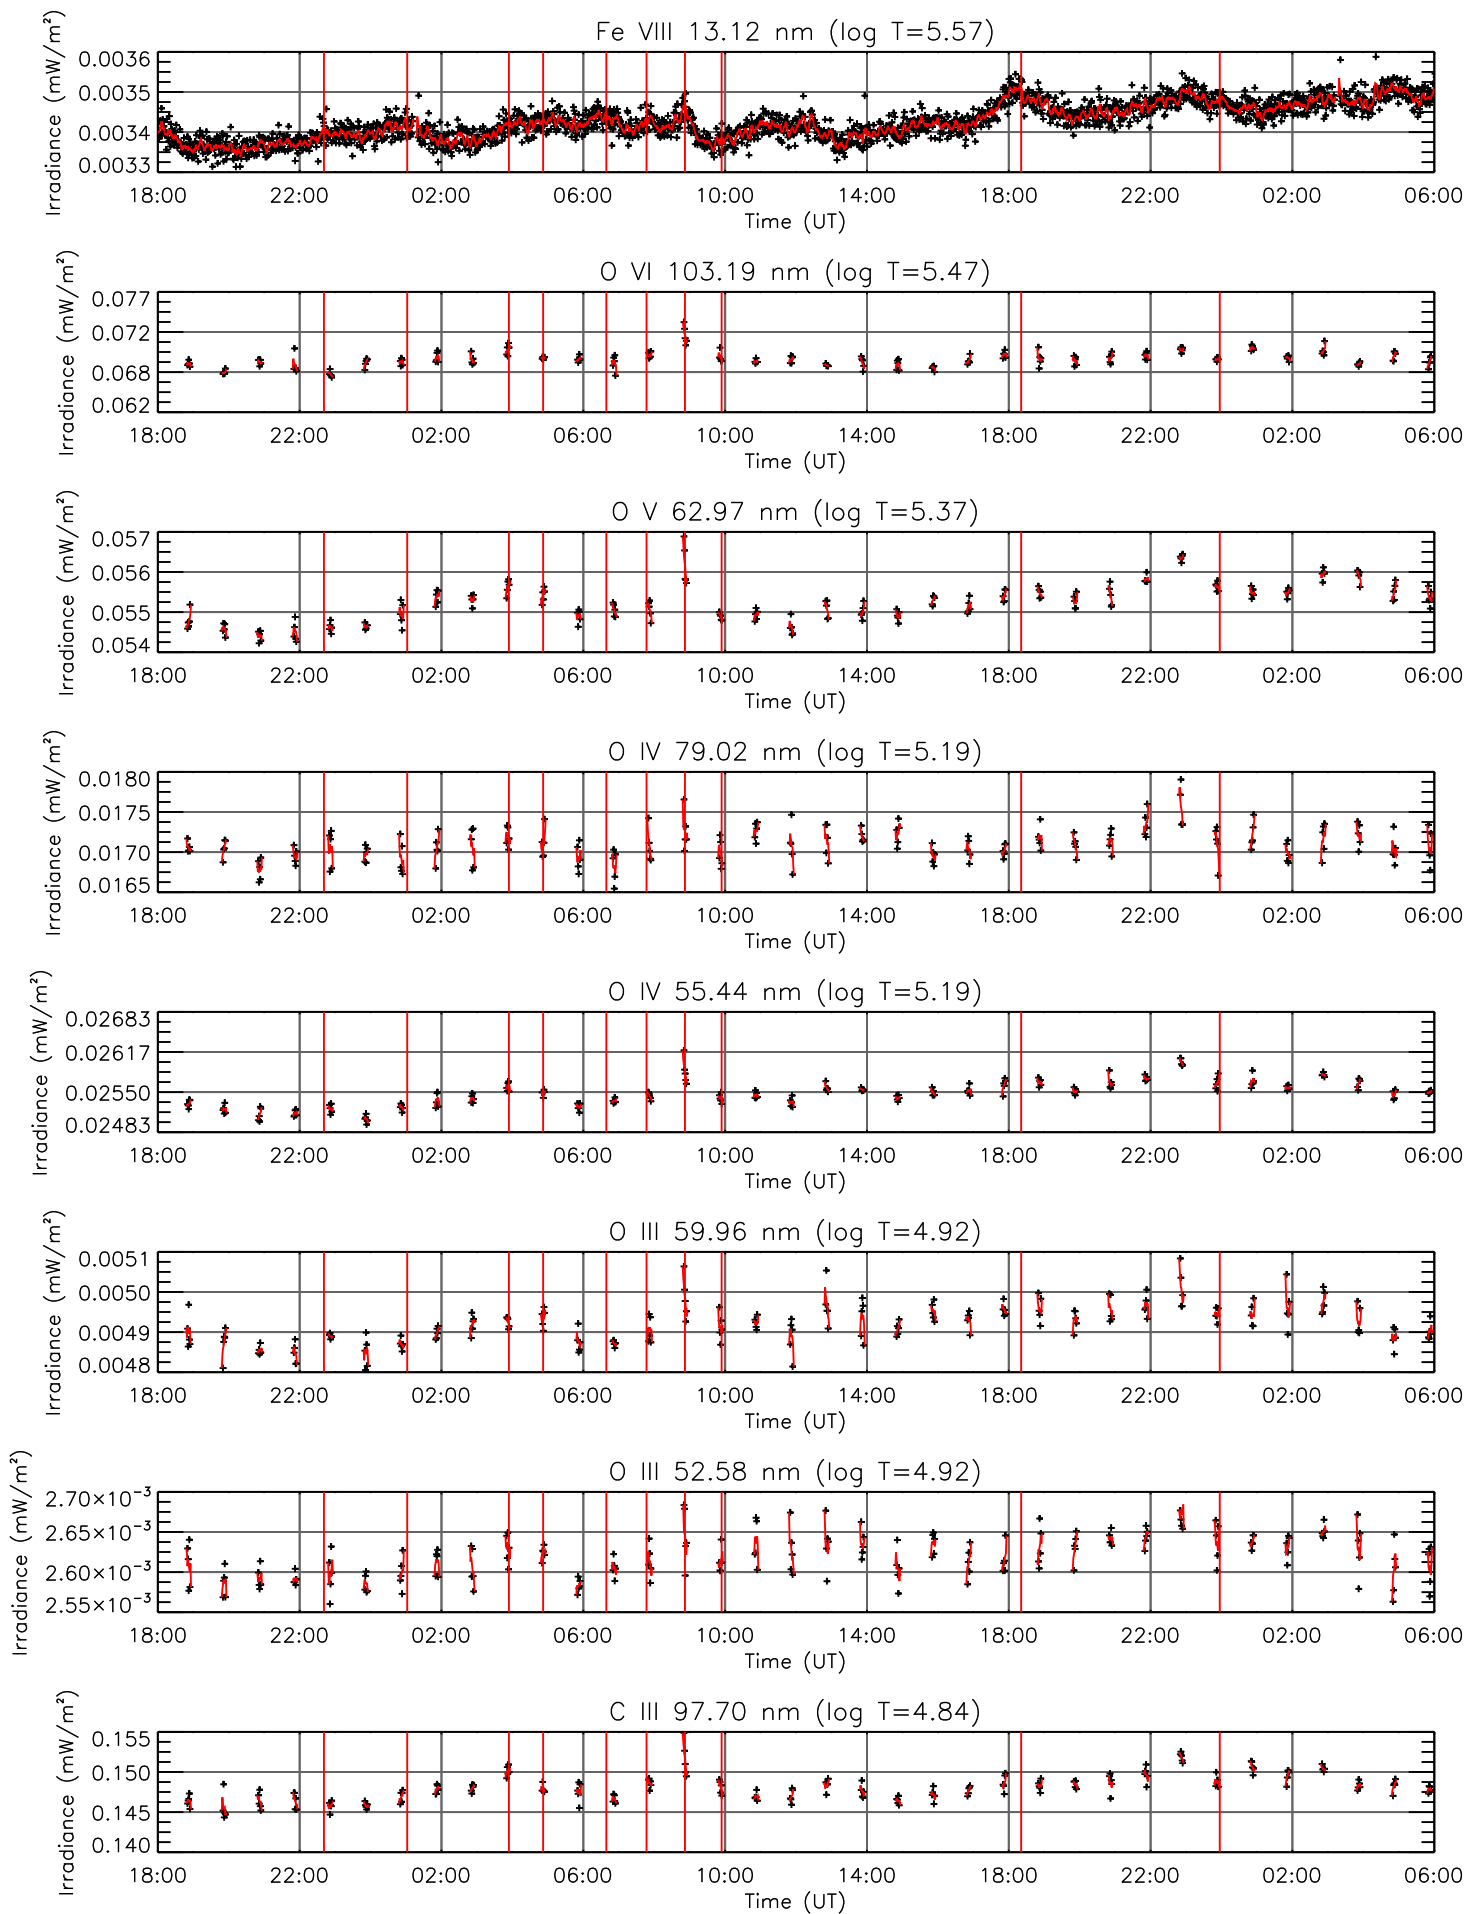 Fe VIII 13.12 nm (log T=5.57)
Irradiance (mW/m²)
0.0036
0.0035
0.0034
0.0033
18:00 22:00 02:00 06:00 10:00 14:00 18:00 22:00 02:00 06:00
Time (UT)
O VI 103.19 nm (log T=5.47)
Irradiance (mW/m²)
0.077
0.072
0.068
0.062
18:00 22:00 02:00 06:00 10:00 14:00 18:00 22:00 02:00 06:00
Time (UT)
O V 62.97 nm (log T=5.37)
Irradiance (mW/m²)
0.057
0.056
0.055
0.054
18:00 22:00 02:00 06:00 10:00 14:00 18:00 22:00 02:00 06:00
Time (UT)
O IV 79.02 nm (log T=5.19)
Irradiance (mW/m²)
0.0180
0.0175
0.0170
0.0165
18:00 22:00 02:00 06:00 10:00 14:00 18:00 22:00 02:00 06:00
Time (UT)
O IV 55.44 nm (log T=5.19)
Irradiance (mW/m²)
0.02683
0.02617
0.02550
0.02483
18:00 22:00 02:00 06:00 10:00 14:00 18:00 22:00 02:00 06:00
Time (UT)
O III 59.96 nm (log T=4.92)
Irradiance (mW/m²)
0.0051
0.0050
0.0049
0.0048
18:00 22:00 02:00 06:00 10:00 14:00 18:00 22:00 02:00 06:00
Time (UT)
O III 52.58 nm (log T=4.92)
Irradiance (mW/m²)
2.70×10⁻³
2.65×10⁻³
2.60×10⁻³
2.55×10⁻³
18:00 22:00 02:00 06:00 10:00 14:00 18:00 22:00 02:00 06:00
Time (UT)
C III 97.70 nm (log T=4.84)
Irradiance (mW/m²)
0.155
0.150
0.145
0.140
18:00 22:00 02:00 06:00 10:00 14:00 18:00 22:00 02:00 06:00
Time (UT)